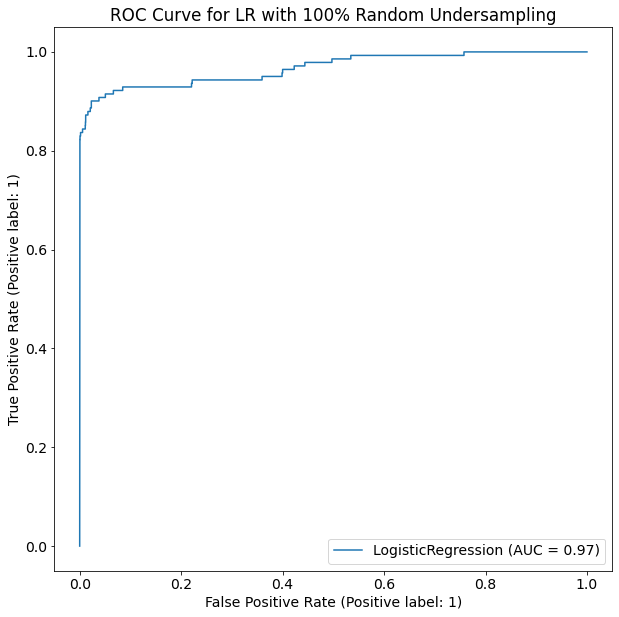 ROC Curve for LR with 100% Random Undersampling
True Positive Rate (Positive label: 1)
1.0
0.8
0.6
0.4
0.2
0.0
LogisticRegression (AUC = 0.97)
0.0 0.2 0.4 0.6 0.8 1.0
False Positive Rate (Positive label: 1)